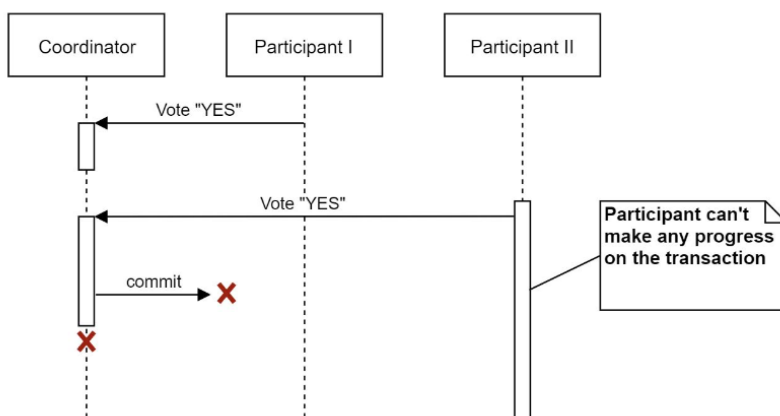 Coordinator
Participant I
Participant II
Vote "YES"
Vote "YES"
Participant can't
make any progress
on the transaction
commit